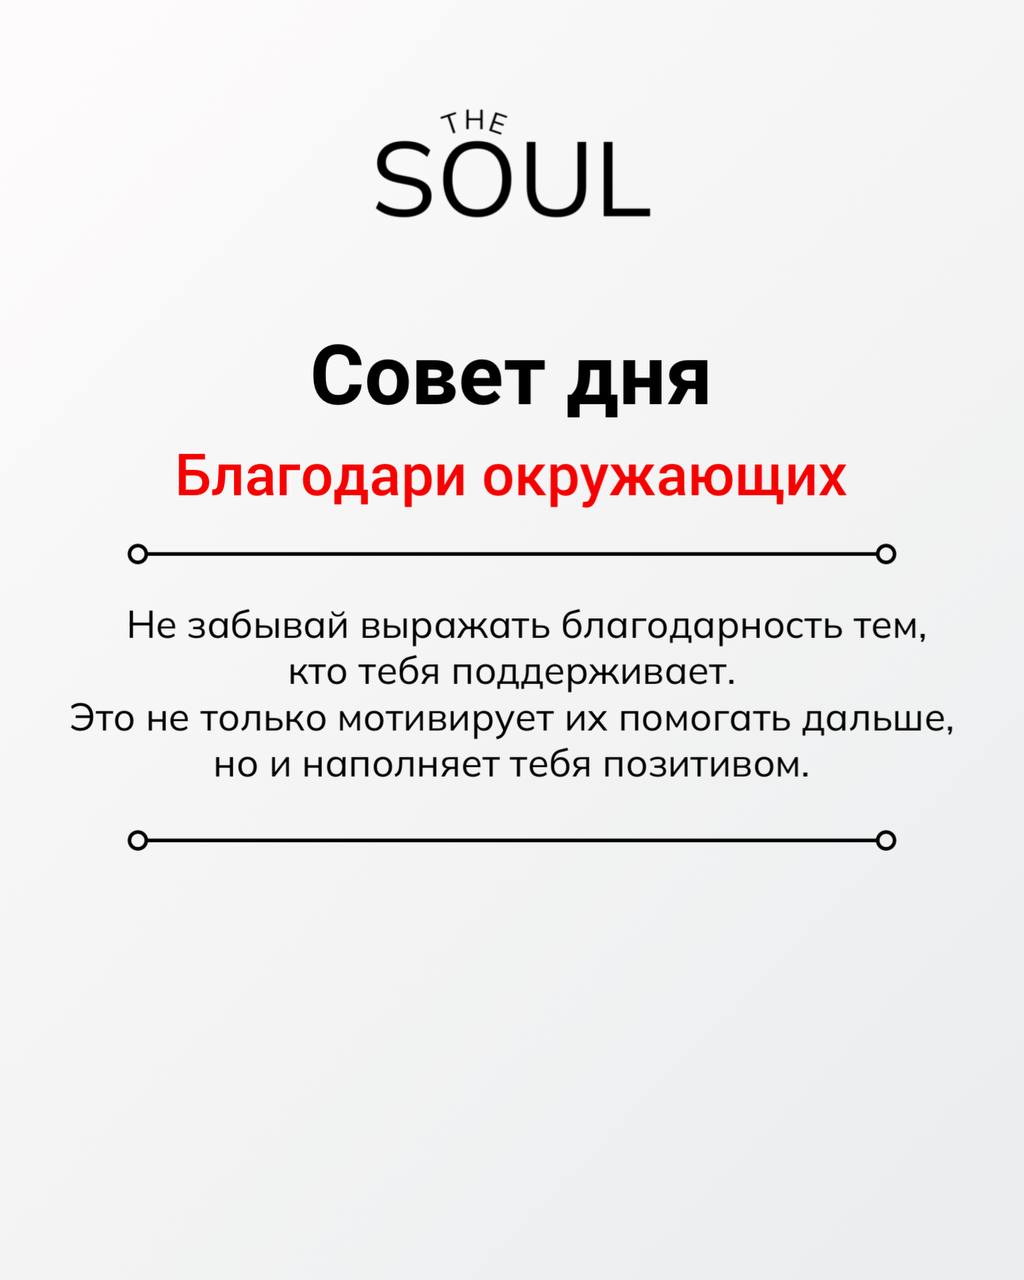 THE
SOUL
Совет дня
Благодари окружающих
Не забывай выражать благодарность тем,
кто тебя поддерживает.
Это не только мотивирует их помогать дальше,
но и наполняет тебя позитивом.